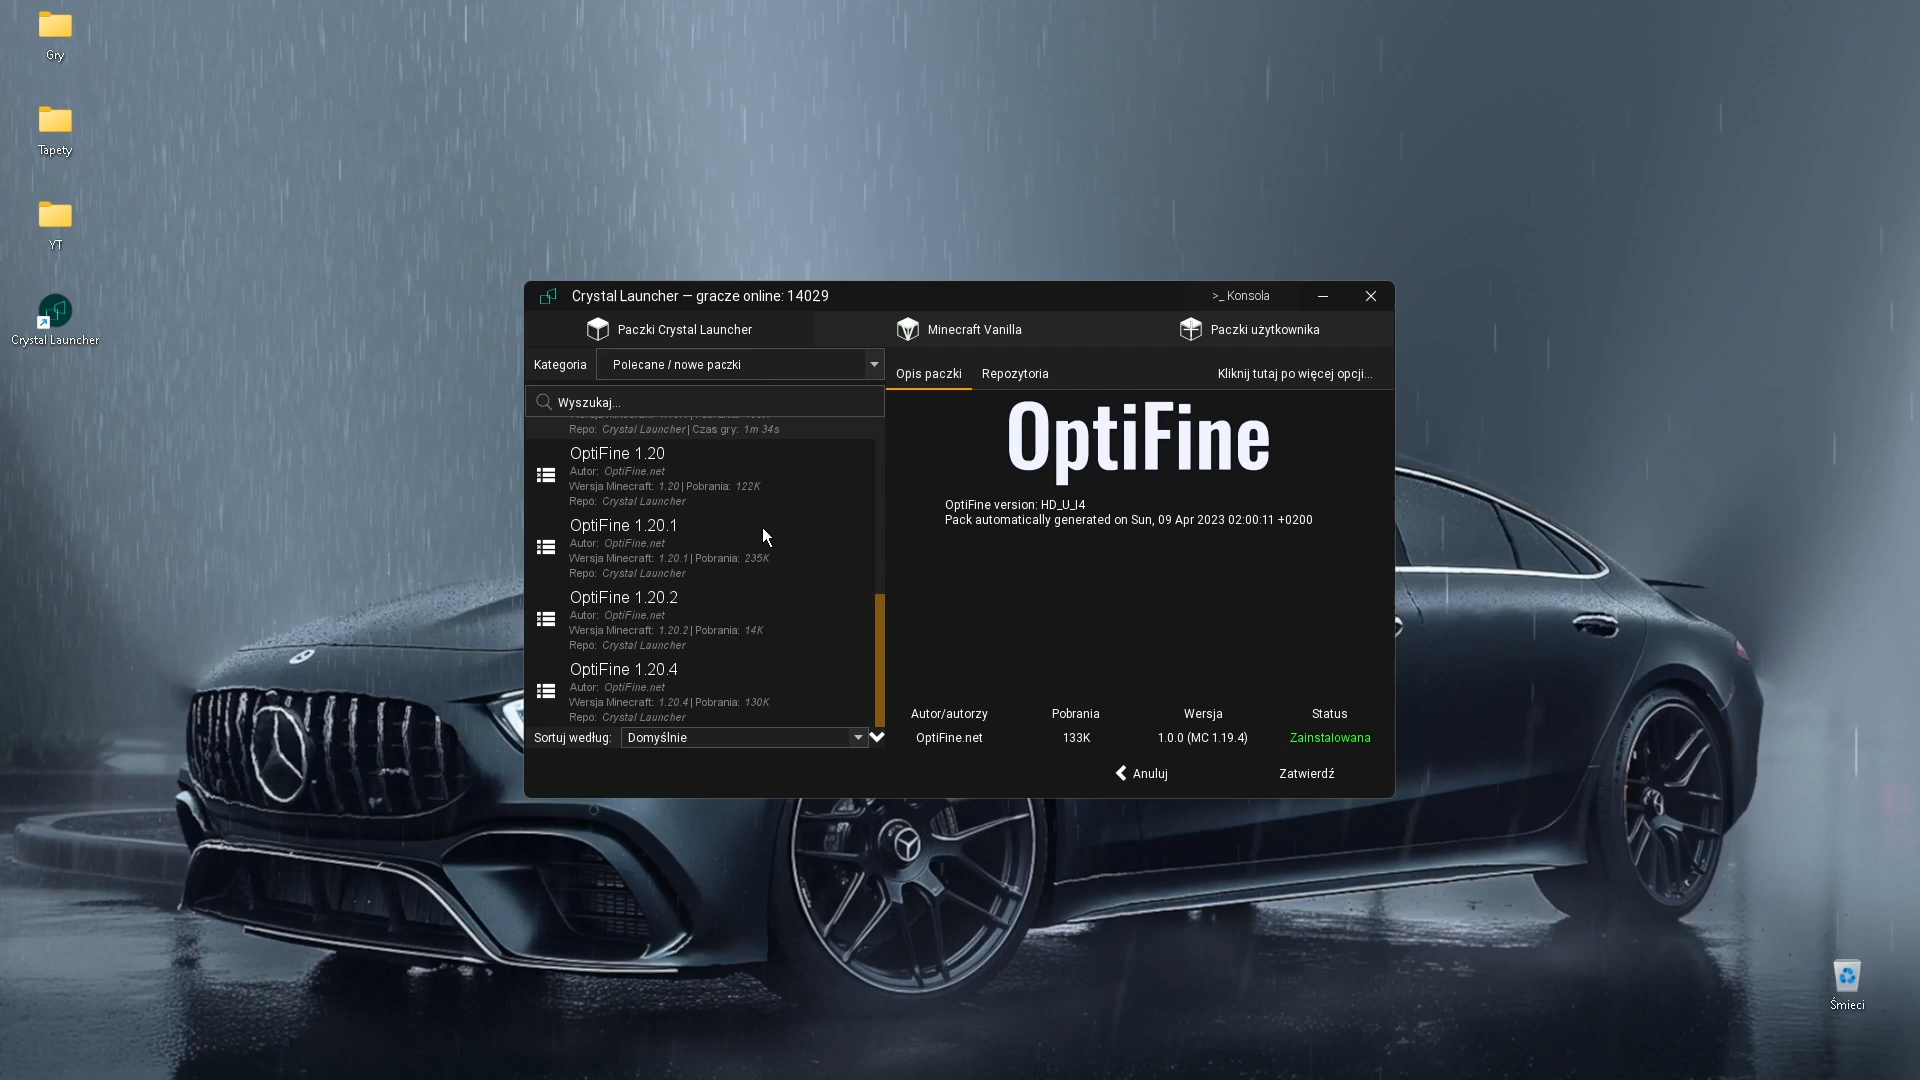 Gry
Tapety
YT
Crystal Launcher
Crystal Launcher — gracze online: 14029
>_ Konsola
Paczki Crystal Launcher
Minecraft Vanilla
Paczki użytkownika
Kategoria
Polecane / nowe paczki
Opis paczki
Repozytoria
Kliknij tutaj po więcej opcji...
Wyszukaj...
Repo: Crystal Launcher | Czas gry: 1m 34s
OptiFine 1.20
Autor: OptiFine.net
Wersja Minecraft: 1.20 | Pobrania: 122K
Repo: Crystal Launcher
OptiFine 1.20.1
Autor: OptiFine.net
Wersja Minecraft: 1.20.1 | Pobrania: 235K
Repo: Crystal Launcher
OptiFine 1.20.2
Autor: OptiFine.net
Wersja Minecraft: 1.20.2 | Pobrania: 14K
Repo: Crystal Launcher
OptiFine 1.20.4
Autor: OptiFine.net
Wersja Minecraft: 1.20.4 | Pobrania: 130K
Repo: Crystal Launcher
Sortuj według:
Domyślnie
OptiFine
OptiFine version: HD_U_I4
Pack automatically generated on Sun, 09 Apr 2023 02:00:11 +0200
Autor/autorzy
Pobrania
Wersja
Status
OptiFine.net
133K
1.0.0 (MC 1.19.4)
Zainstalowana
Anuluj
Zatwierdź
Śmieci